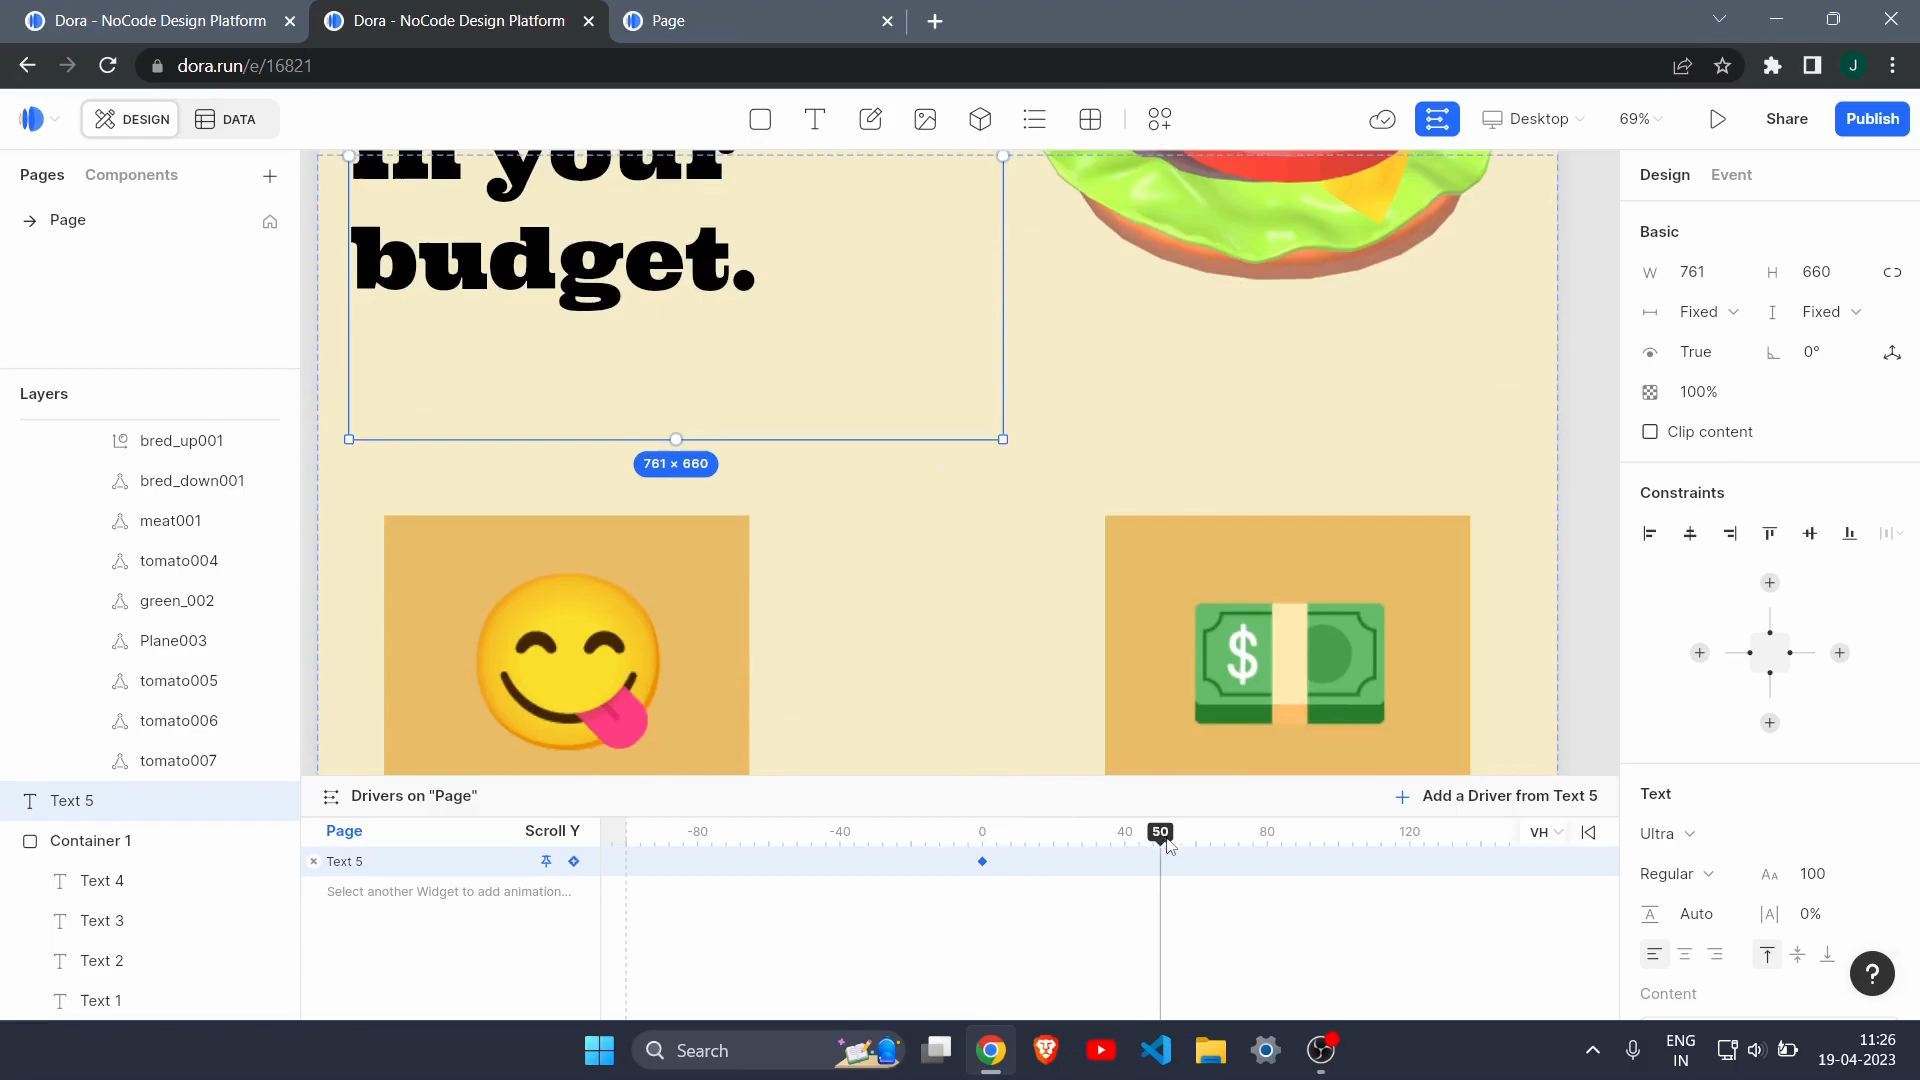 Dora - NoCode Design Platform
Dora - NoCode Design Platform
Page
dora.run/e/16821
J
DESIGN
DATA
Desktop
69%
Share
Publish
Pages
Components
Page
Layers
bred_up001
bred_down001
meat001
tomato004
green_002
Plane003
tomato005
tomato006
tomato007
Text 5
Container 1
Text 4
Text 3
Text 2
Text 1
in your
budget.
761 × 660
$
Drivers on "Page"
Add a Driver from Text 5
Page
Scroll Y
-80
-40
0
40
50
80
120
VH
Text 5
Select another Widget to add animation...
Design
Event
Basic
W 761
H 660
Fixed
Fixed
True
0°
100%
Clip content
Constraints
Text
Ultra
Regular
100
Auto
0%
Content
?
Search
ENG
IN
11:26
19-04-2023